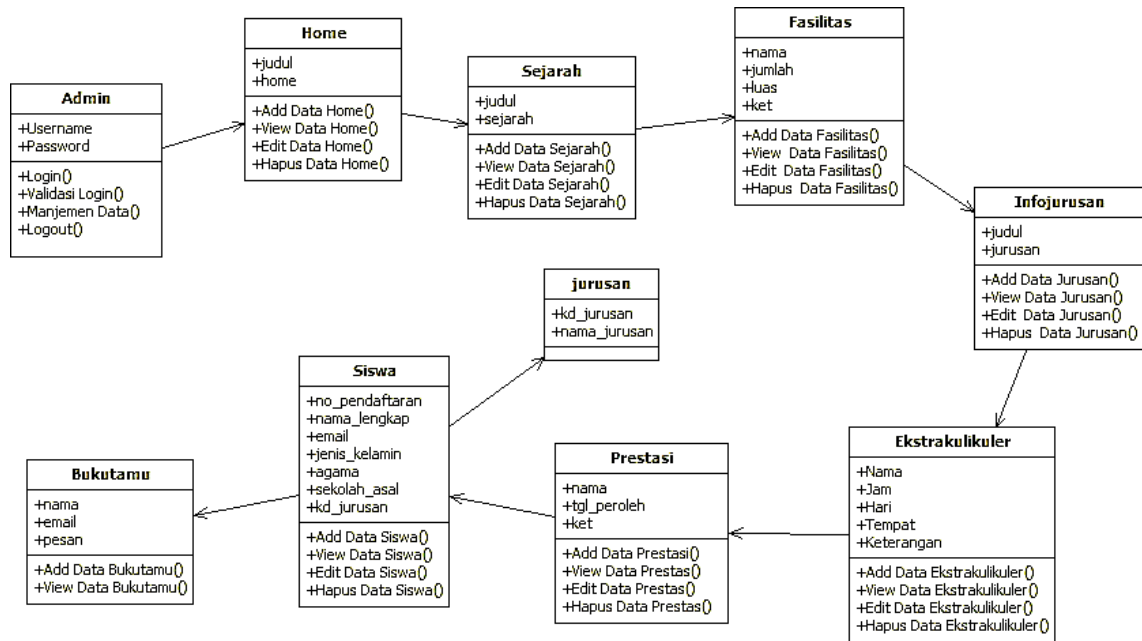 Admin
+Username
+Password
+Login()
+Validasi Login()
+Manjemen Data()
+Logout()
Home
+judul
+home
+Add Data Home()
+View Data Home()
+Edit Data Home()
+Hapus Data Home()
Sejarah
+judul
+sejarah
+Add Data Sejarah()
+View Data Sejarah()
+Edit Data Sejarah()
+Hapus Data Sejarah()
Fasilitas
+nama
+jumlah
+luas
+ket
+Add Data Fasilitas()
+View Data Fasilitas()
+Edit Data Fasilitas()
+Hapus Data Fasilitas()
Infojurusan
+judul
+jurusan
+Add Data Jurusan()
+View Data Jurusan()
+Edit Data Jurusan()
+Hapus Data Jurusan()
jurusan
+kd_jurusan
+nama_jurusan
Siswa
+no_pendaftaran
+nama_lengkap
+email
+jenis_kelamin
+agama
+sekolah_asal
+kd_jurusan
+Add Data Siswa()
+View Data Siswa()
+Edit Data Siswa()
+Hapus Data Siswa()
Bukutamu
+nama
+email
+pesan
+Add Data Bukutamu()
+View Data Bukutamu()
Prestasi
+nama
+tgl_peroleh
+ket
+Add Data Prestasi()
+View Data Prestas()
+Edit Data Prestas()
+Hapus Data Prestas()
Ekstrakulikuler
+Nama
+Jam
+Hari
+Tempat
+Keterangan
+Add Data Ekstrakulikuler()
+View Data Ekstrakulikuler()
+Edit Data Ekstrakulikuler()
+Hapus Data Ekstrakulikuler()